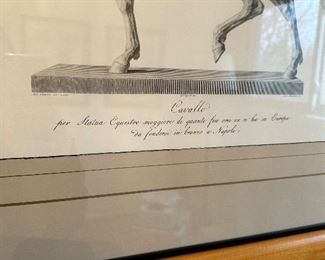 Cavallo
per Statua Equestre maggiore di quante fin ora ve n'ha in Europa
da fondersi in bronzo a Napoli.